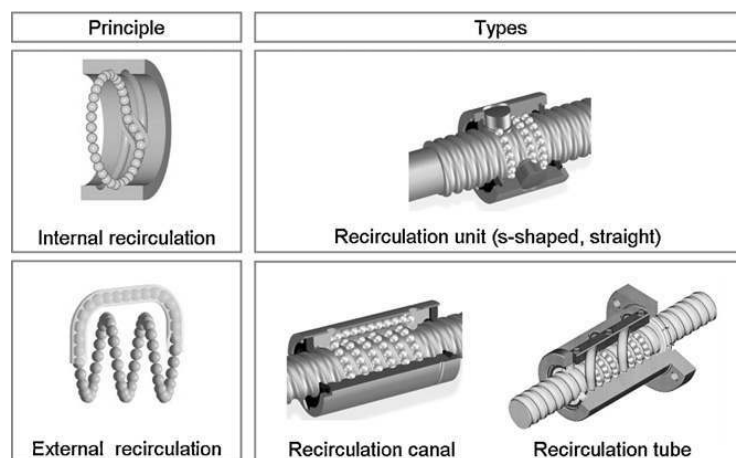 Principle
Types
Internal recirculation
Recirculation unit (s-shaped, straight)
External recirculation
Recirculation canal
Recirculation tube